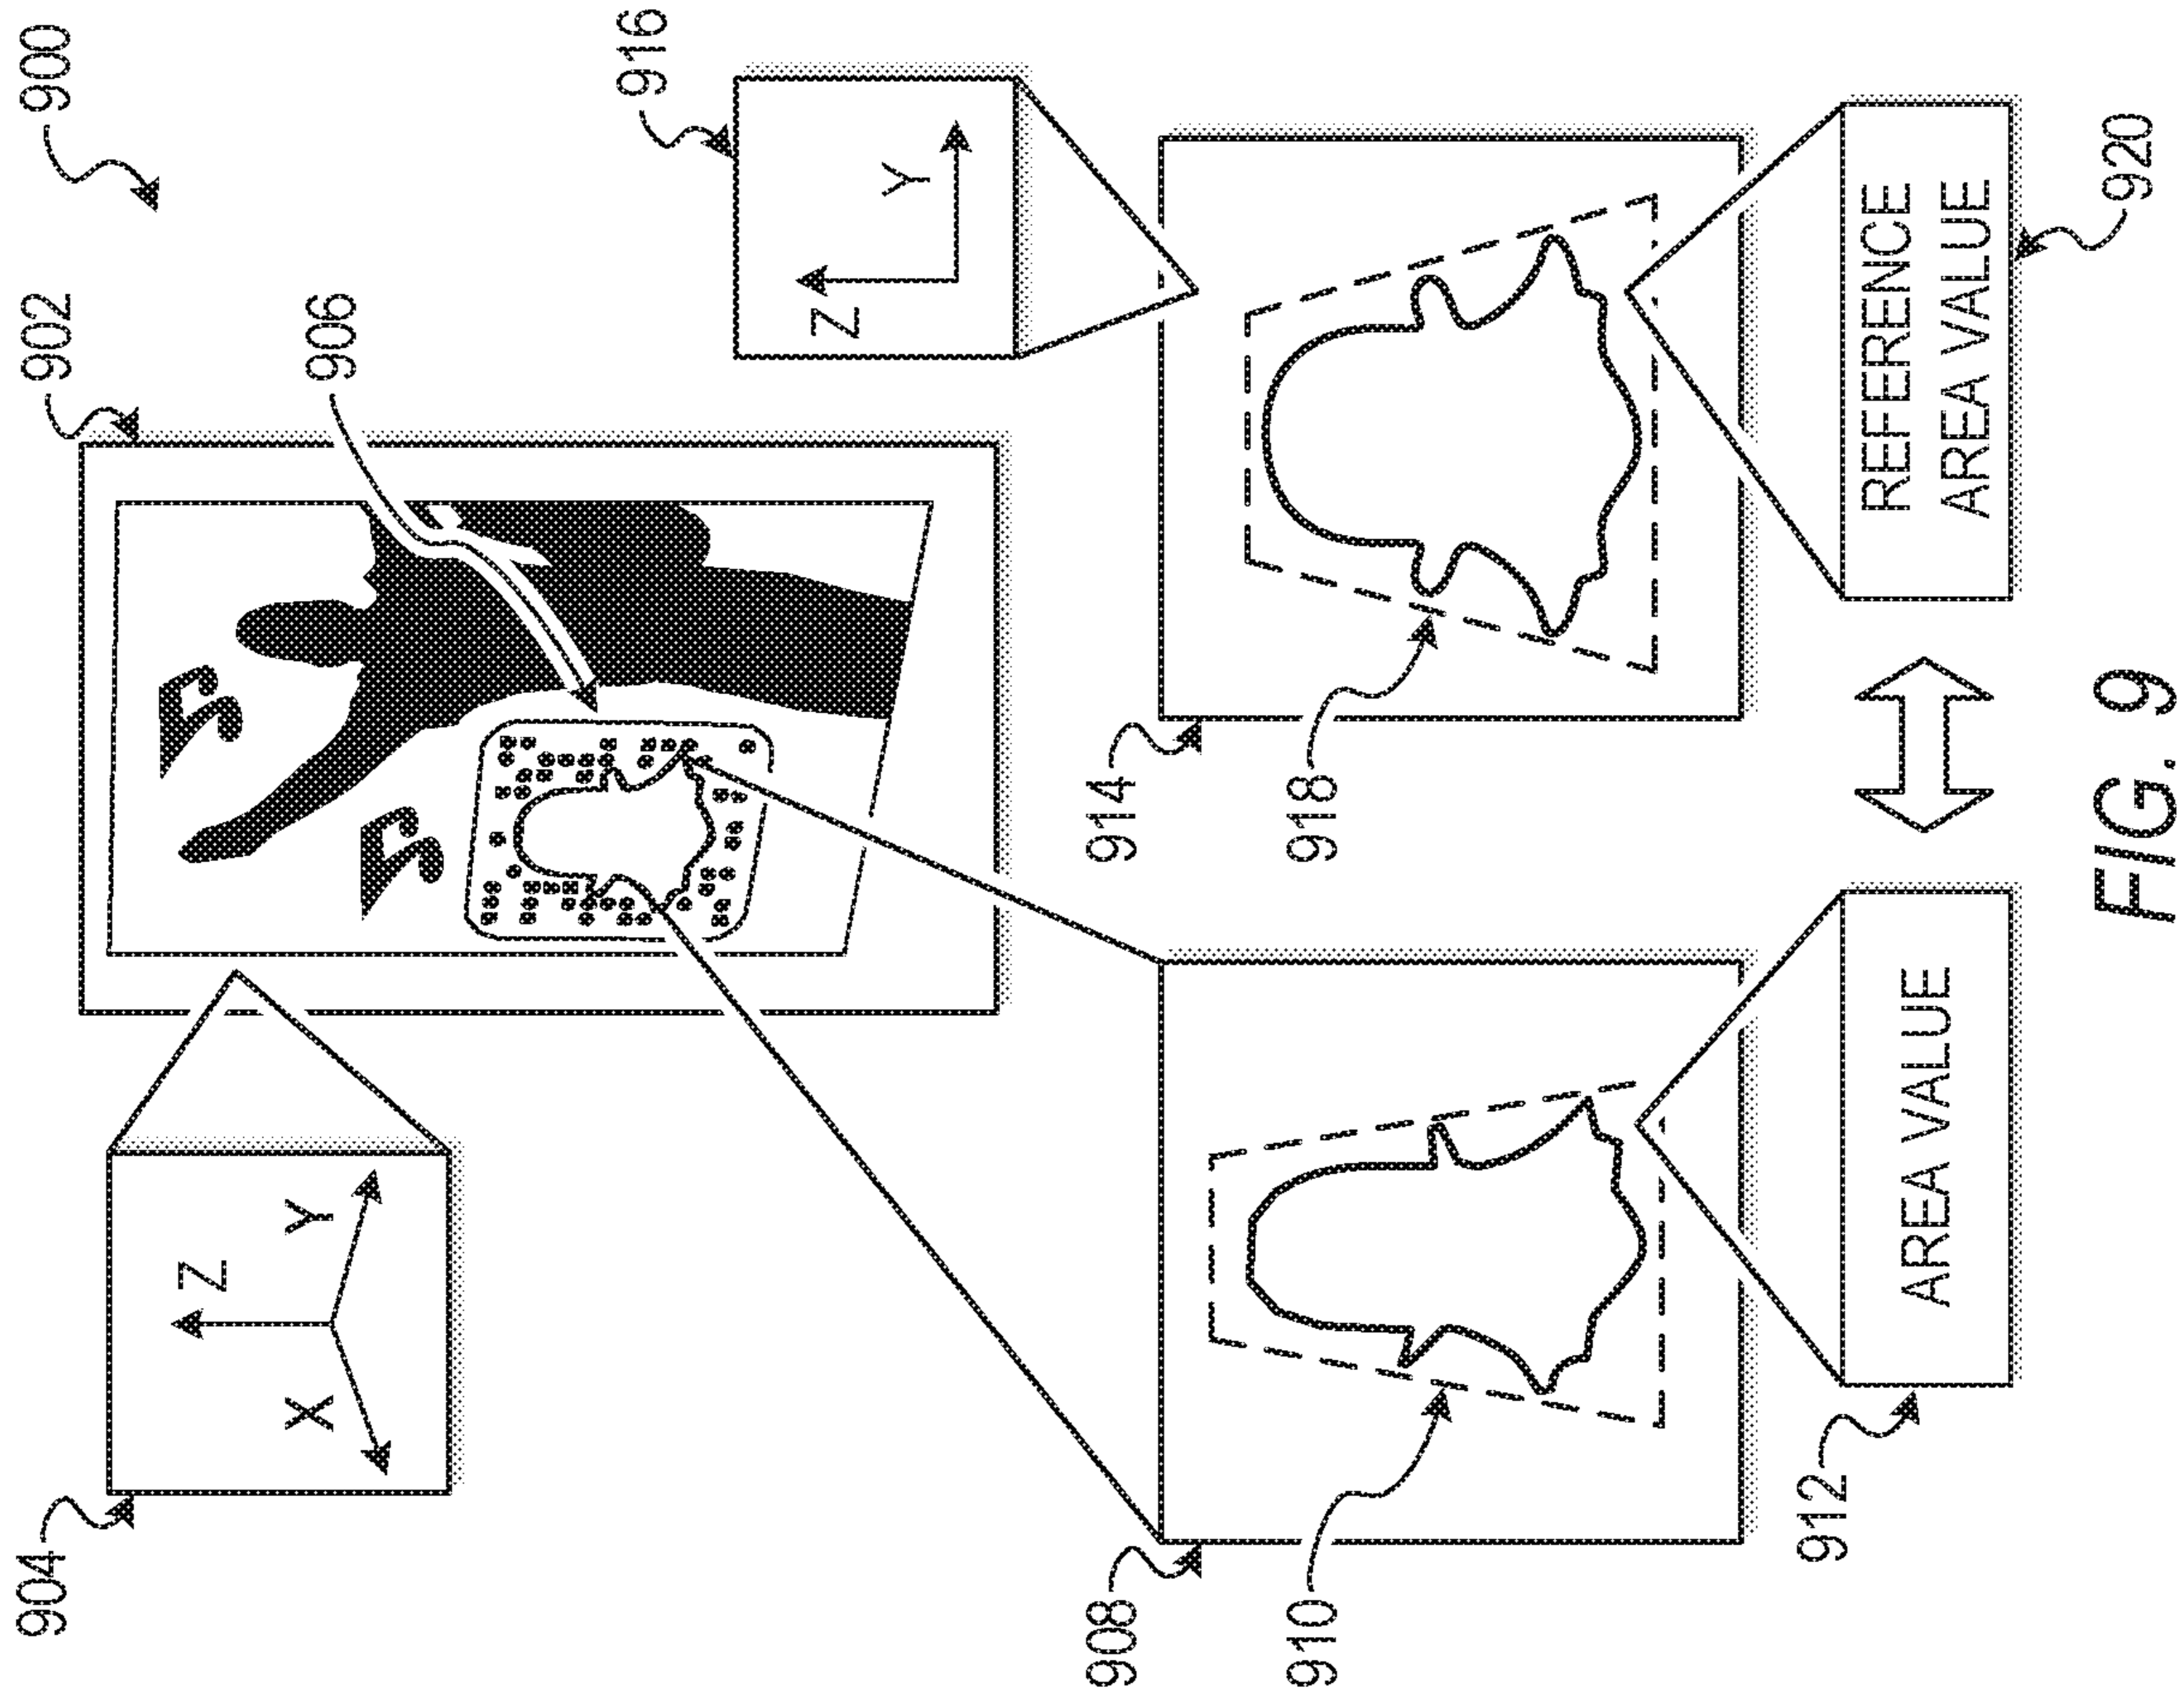 904
902
900
Z
X Y
906
916
Z
Y
908
914
910
918
912
AREA VALUE
REFERENCE
AREA VALUE
920
FIG. 9